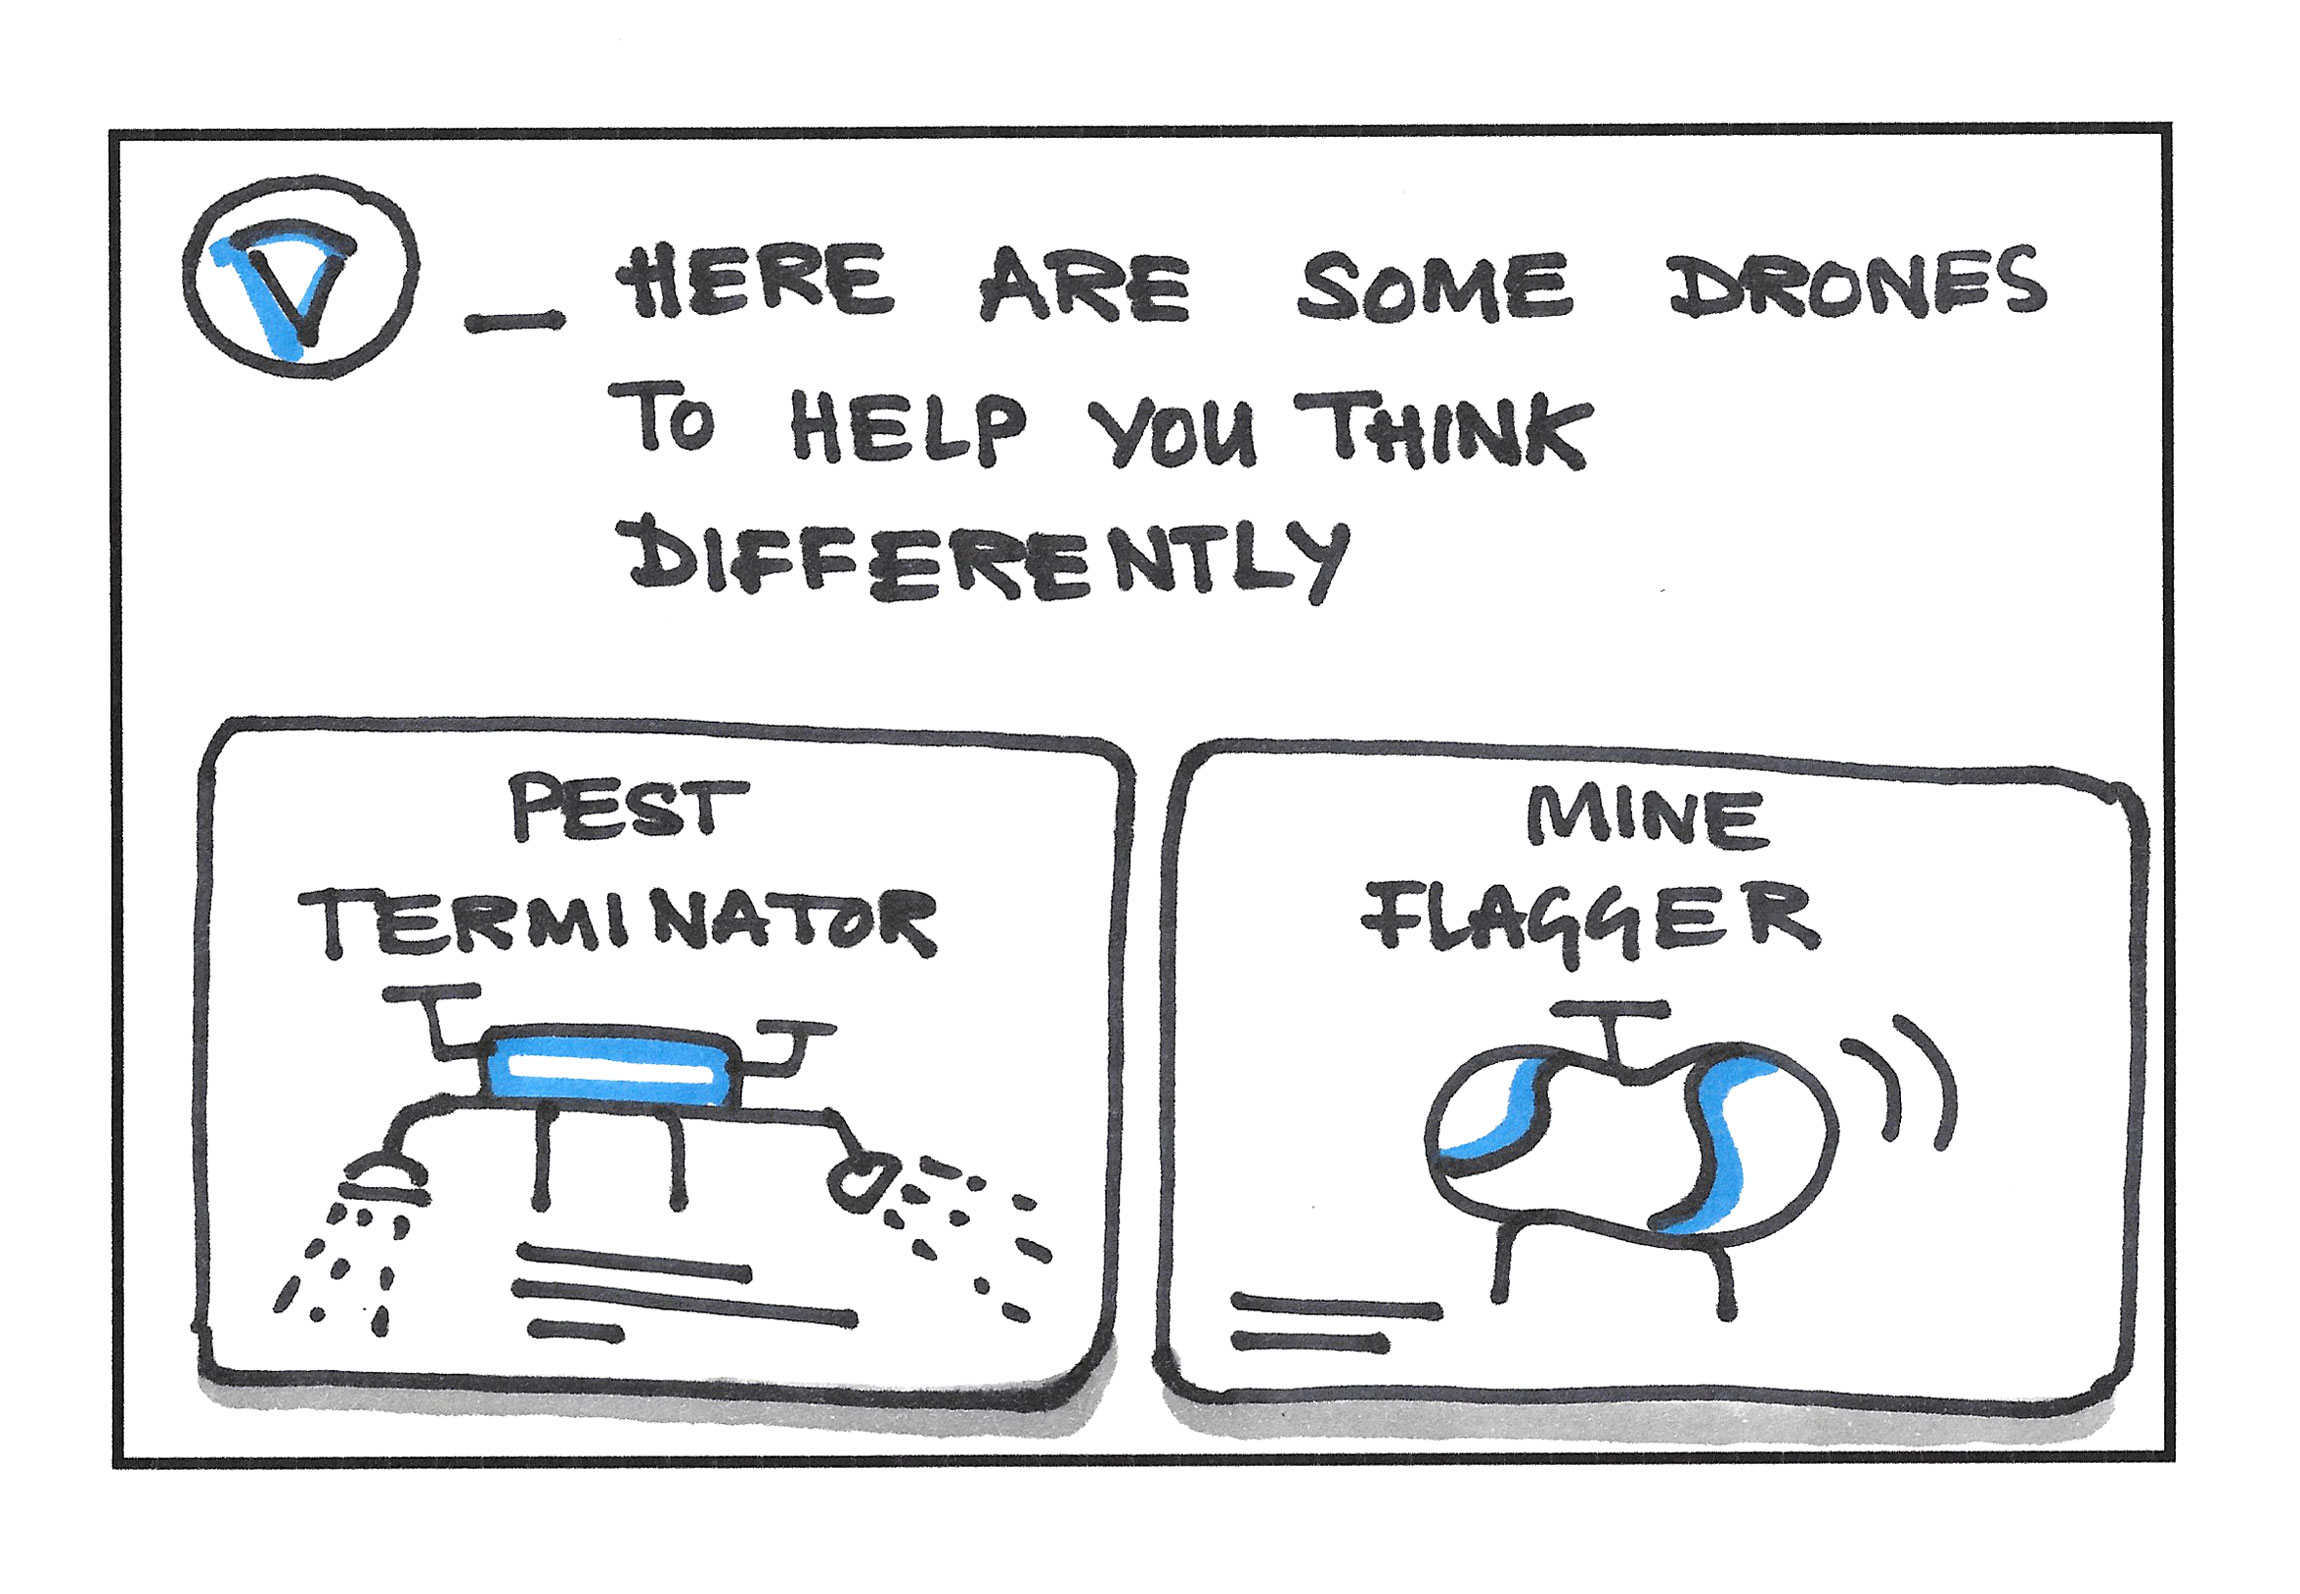 V — HERE ARE SOME DRONES
TO HELP YOU THINK
DIFFERENTLY
PEST
TERMINATOR
MINE
FLAGGER